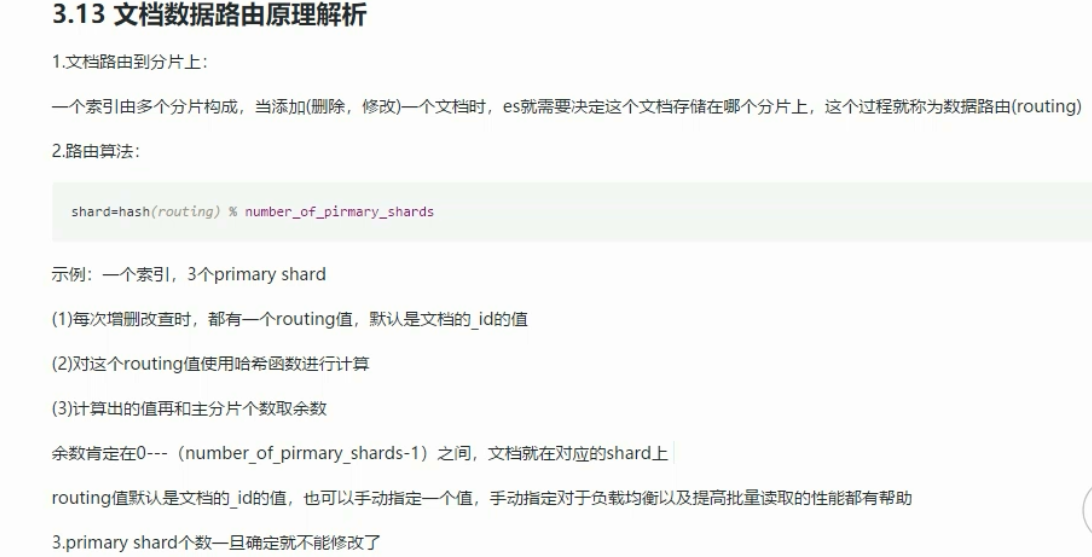 3.13 文档数据路由原理解析
1.文档路由到分片上：
一个索引由多个分片构成，当添加(删除，修改)一个文档时，es就需要决定这个文档存储在哪个分片上，这个过程就称为数据路由(routing)
2.路由算法：
shard=hash(routing) % number_of_pirmary_shards
示例：一个索引，3个primary shard
(1)每次增删改查时，都有一个routing值，默认是文档的_id的值
(2)对这个routing值使用哈希函数进行计算
(3)计算出的值再和主分片个数取余数
余数肯定在0---（number_of_pirmary_shards-1）之间，文档就在对应的shard上
routing值默认是文档的_id的值，也可以手动指定一个值，手动指定对于负载均衡以及提高批量读取的性能都有帮助
3.primary shard个数一旦确定就不能修改了